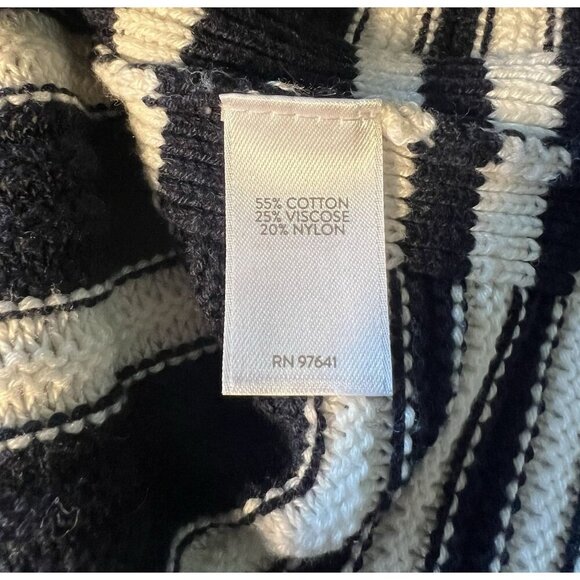 55% COTTON
25% VISCOSE
20% NYLON
RN 97641